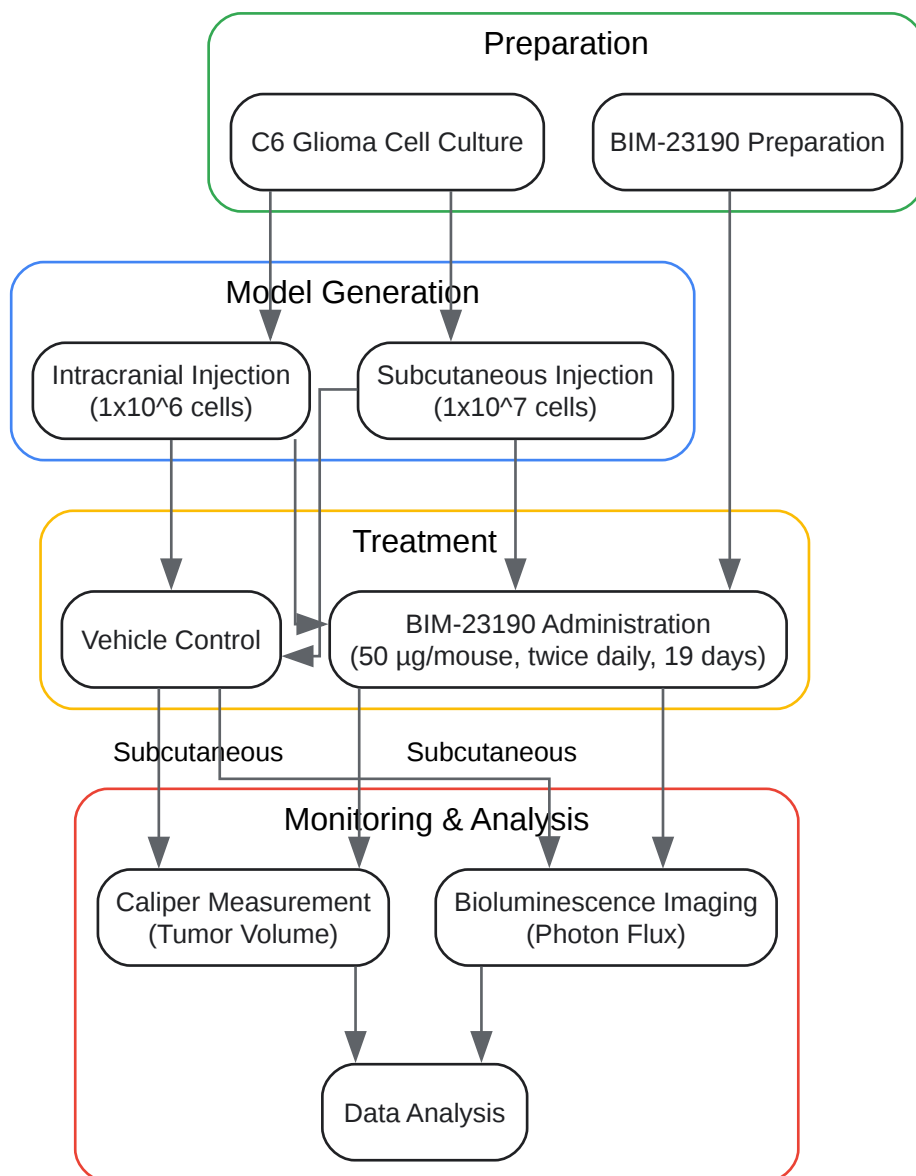 Preparation
C6 Glioma Cell Culture
BIM-23190 Preparation
Model Generation
Intracranial Injection
(1x10^6 cells)
Subcutaneous Injection
(1x10^7 cells)
Treatment
Vehicle Control
BIM-23190 Administration
(50 µg/mouse, twice daily, 19 days)
Subcutaneous
Subcutaneous
Monitoring & Analysis
Caliper Measurement
(Tumor Volume)
Bioluminescence Imaging
(Photon Flux)
Data Analysis